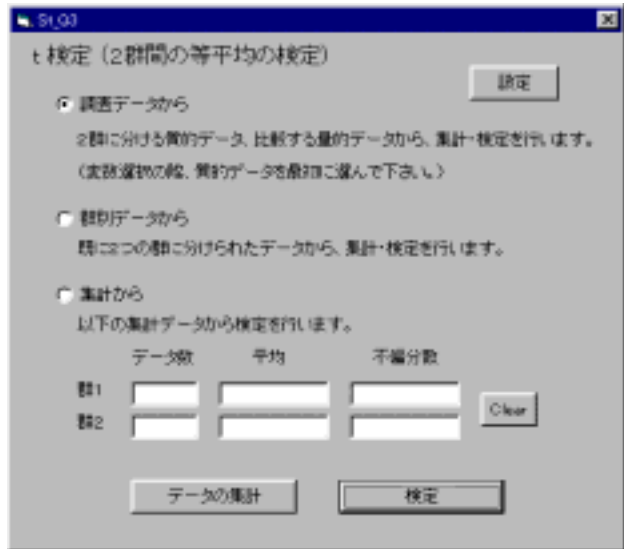 St_G3
t検定(2群間の等平均の検定)
設定
調査データから
2群に分ける質的データ、比較する量的データから、集計・検定を行います。
(変数選択の際、質的データを最初に選んで下さい。)
群別データから
既に2つの群に分けられたデータから、集計・検定を行います。
集計から
以下の集計データから検定を行います。
データ数 平均 不偏分散
群1
群2
Clear
データの集計 検定